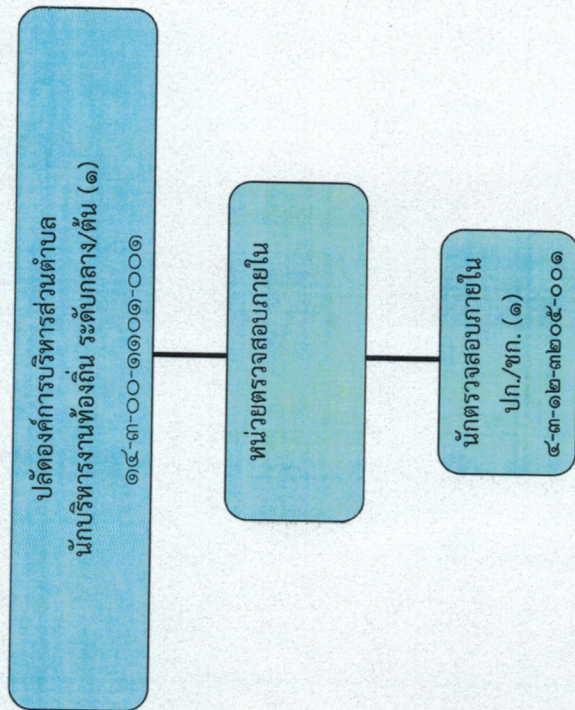 ปลัดองค์การบริหารส่วนตำบล
นักบริหารงานท้องถิ่น ระดับกลาง/ต้น (๑)
๑๔-๓-๐๐-๑๑๐๑-๐๐๑
หน่วยตรวจสอบภายใน
นักตรวจสอบภายใน
ปก./ชก. (๑)
๔-๓-๑๒-๓๒๐๕-๐๐๑